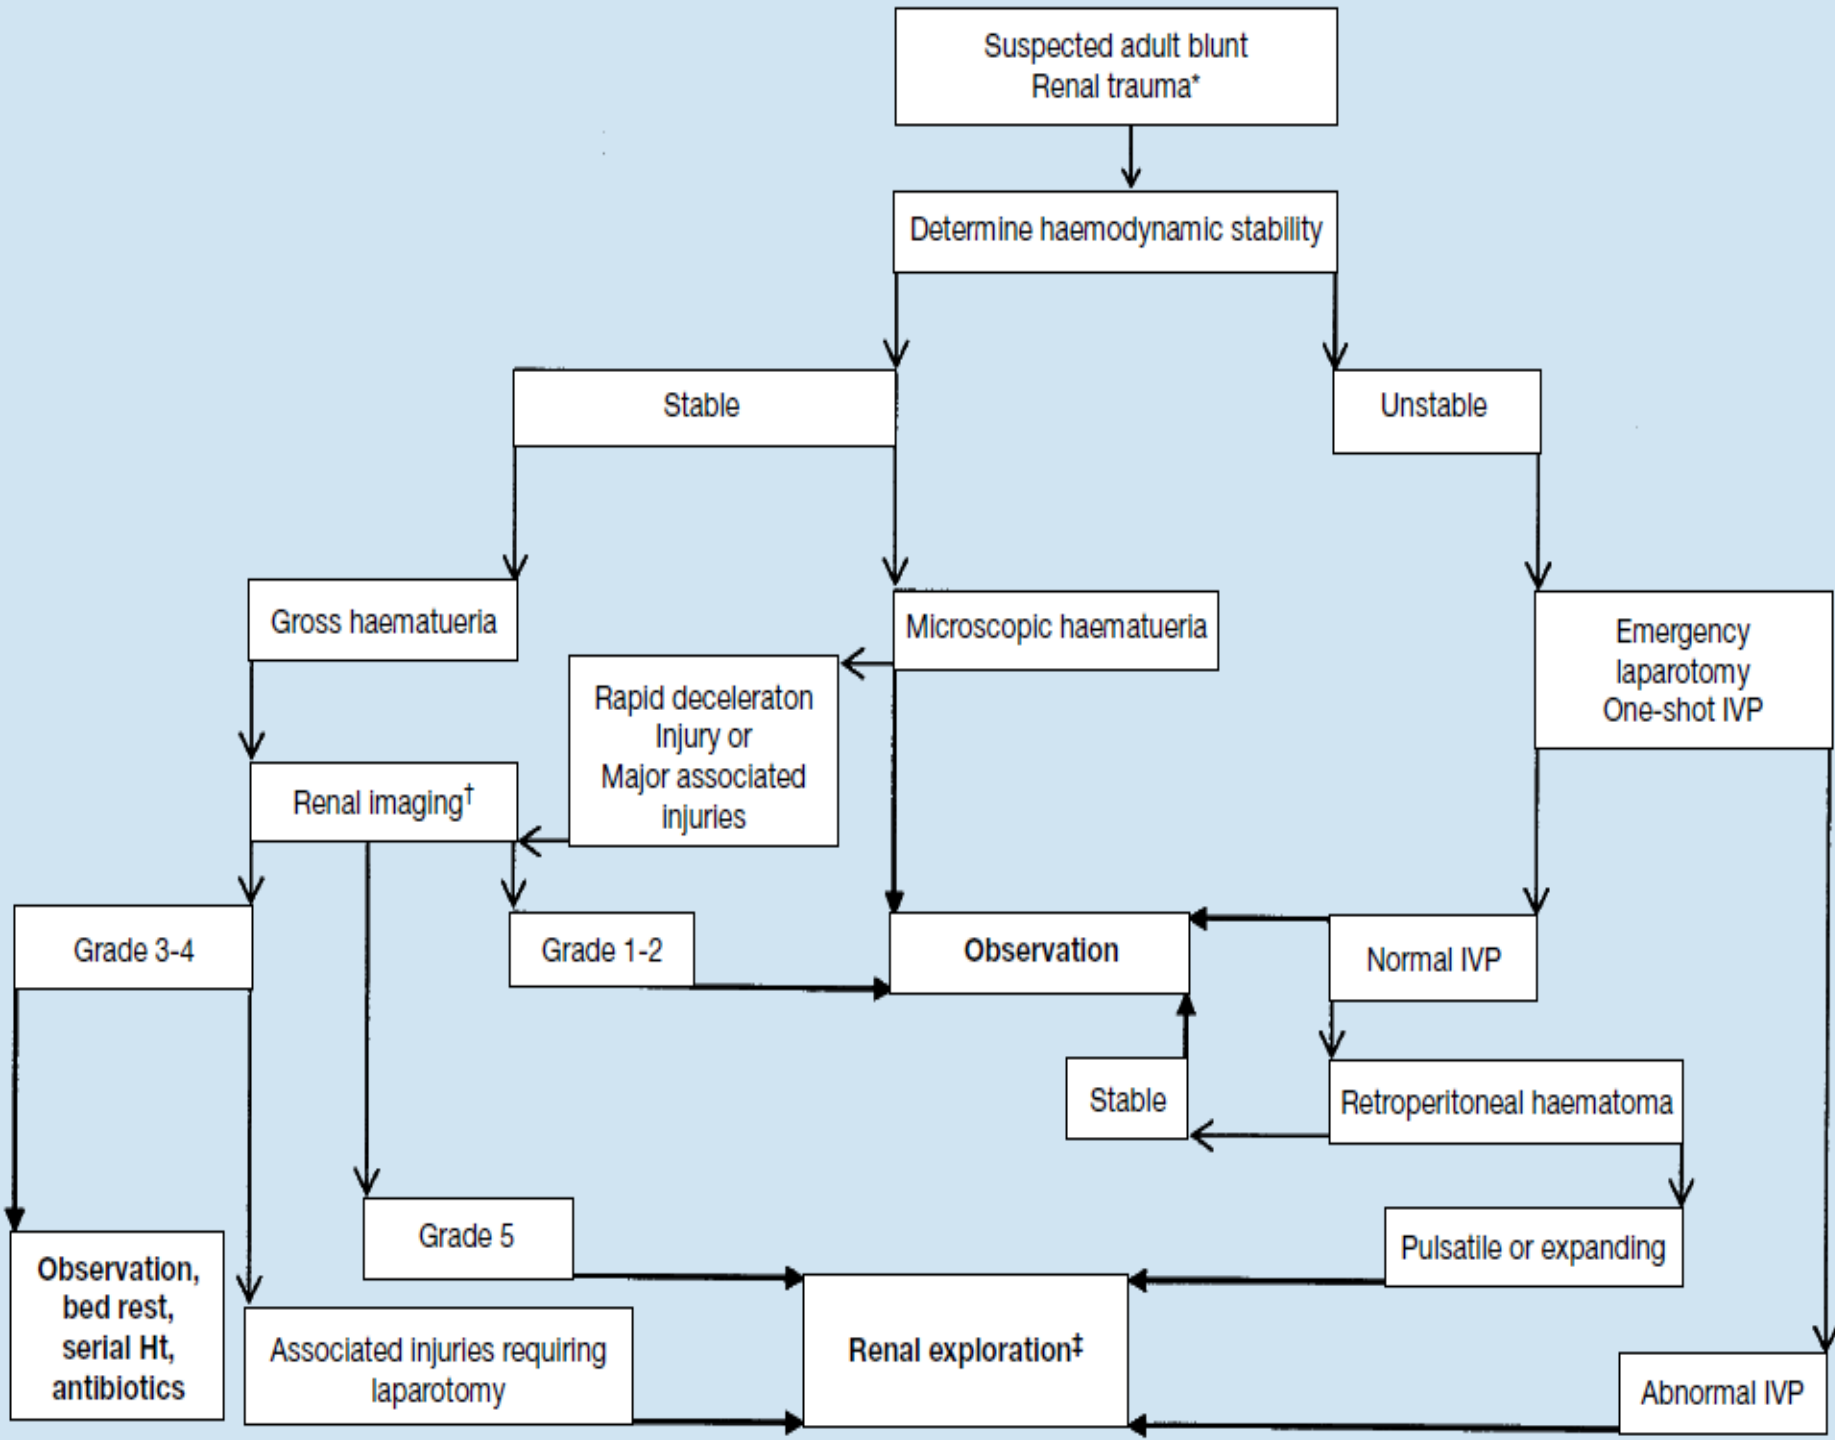 Suspected adult blunt
Renal trauma*
Determine haemodynamic stability
Stable
Unstable
Gross haematueria
Microscopic haematueria
Emergency
laparotomy
One-shot IVP
Rapid deceleraton
Injury or
Major associated
injuries
Renal imaging†
Grade 3-4
Grade 1-2
Observation
Normal IVP
Stable
Retroperitoneal haematoma
Grade 5
Pulsatile or expanding
Observation,
bed rest,
serial Ht,
antibiotics
Associated injuries requiring
laparotomy
Renal exploration‡
Abnormal IVP